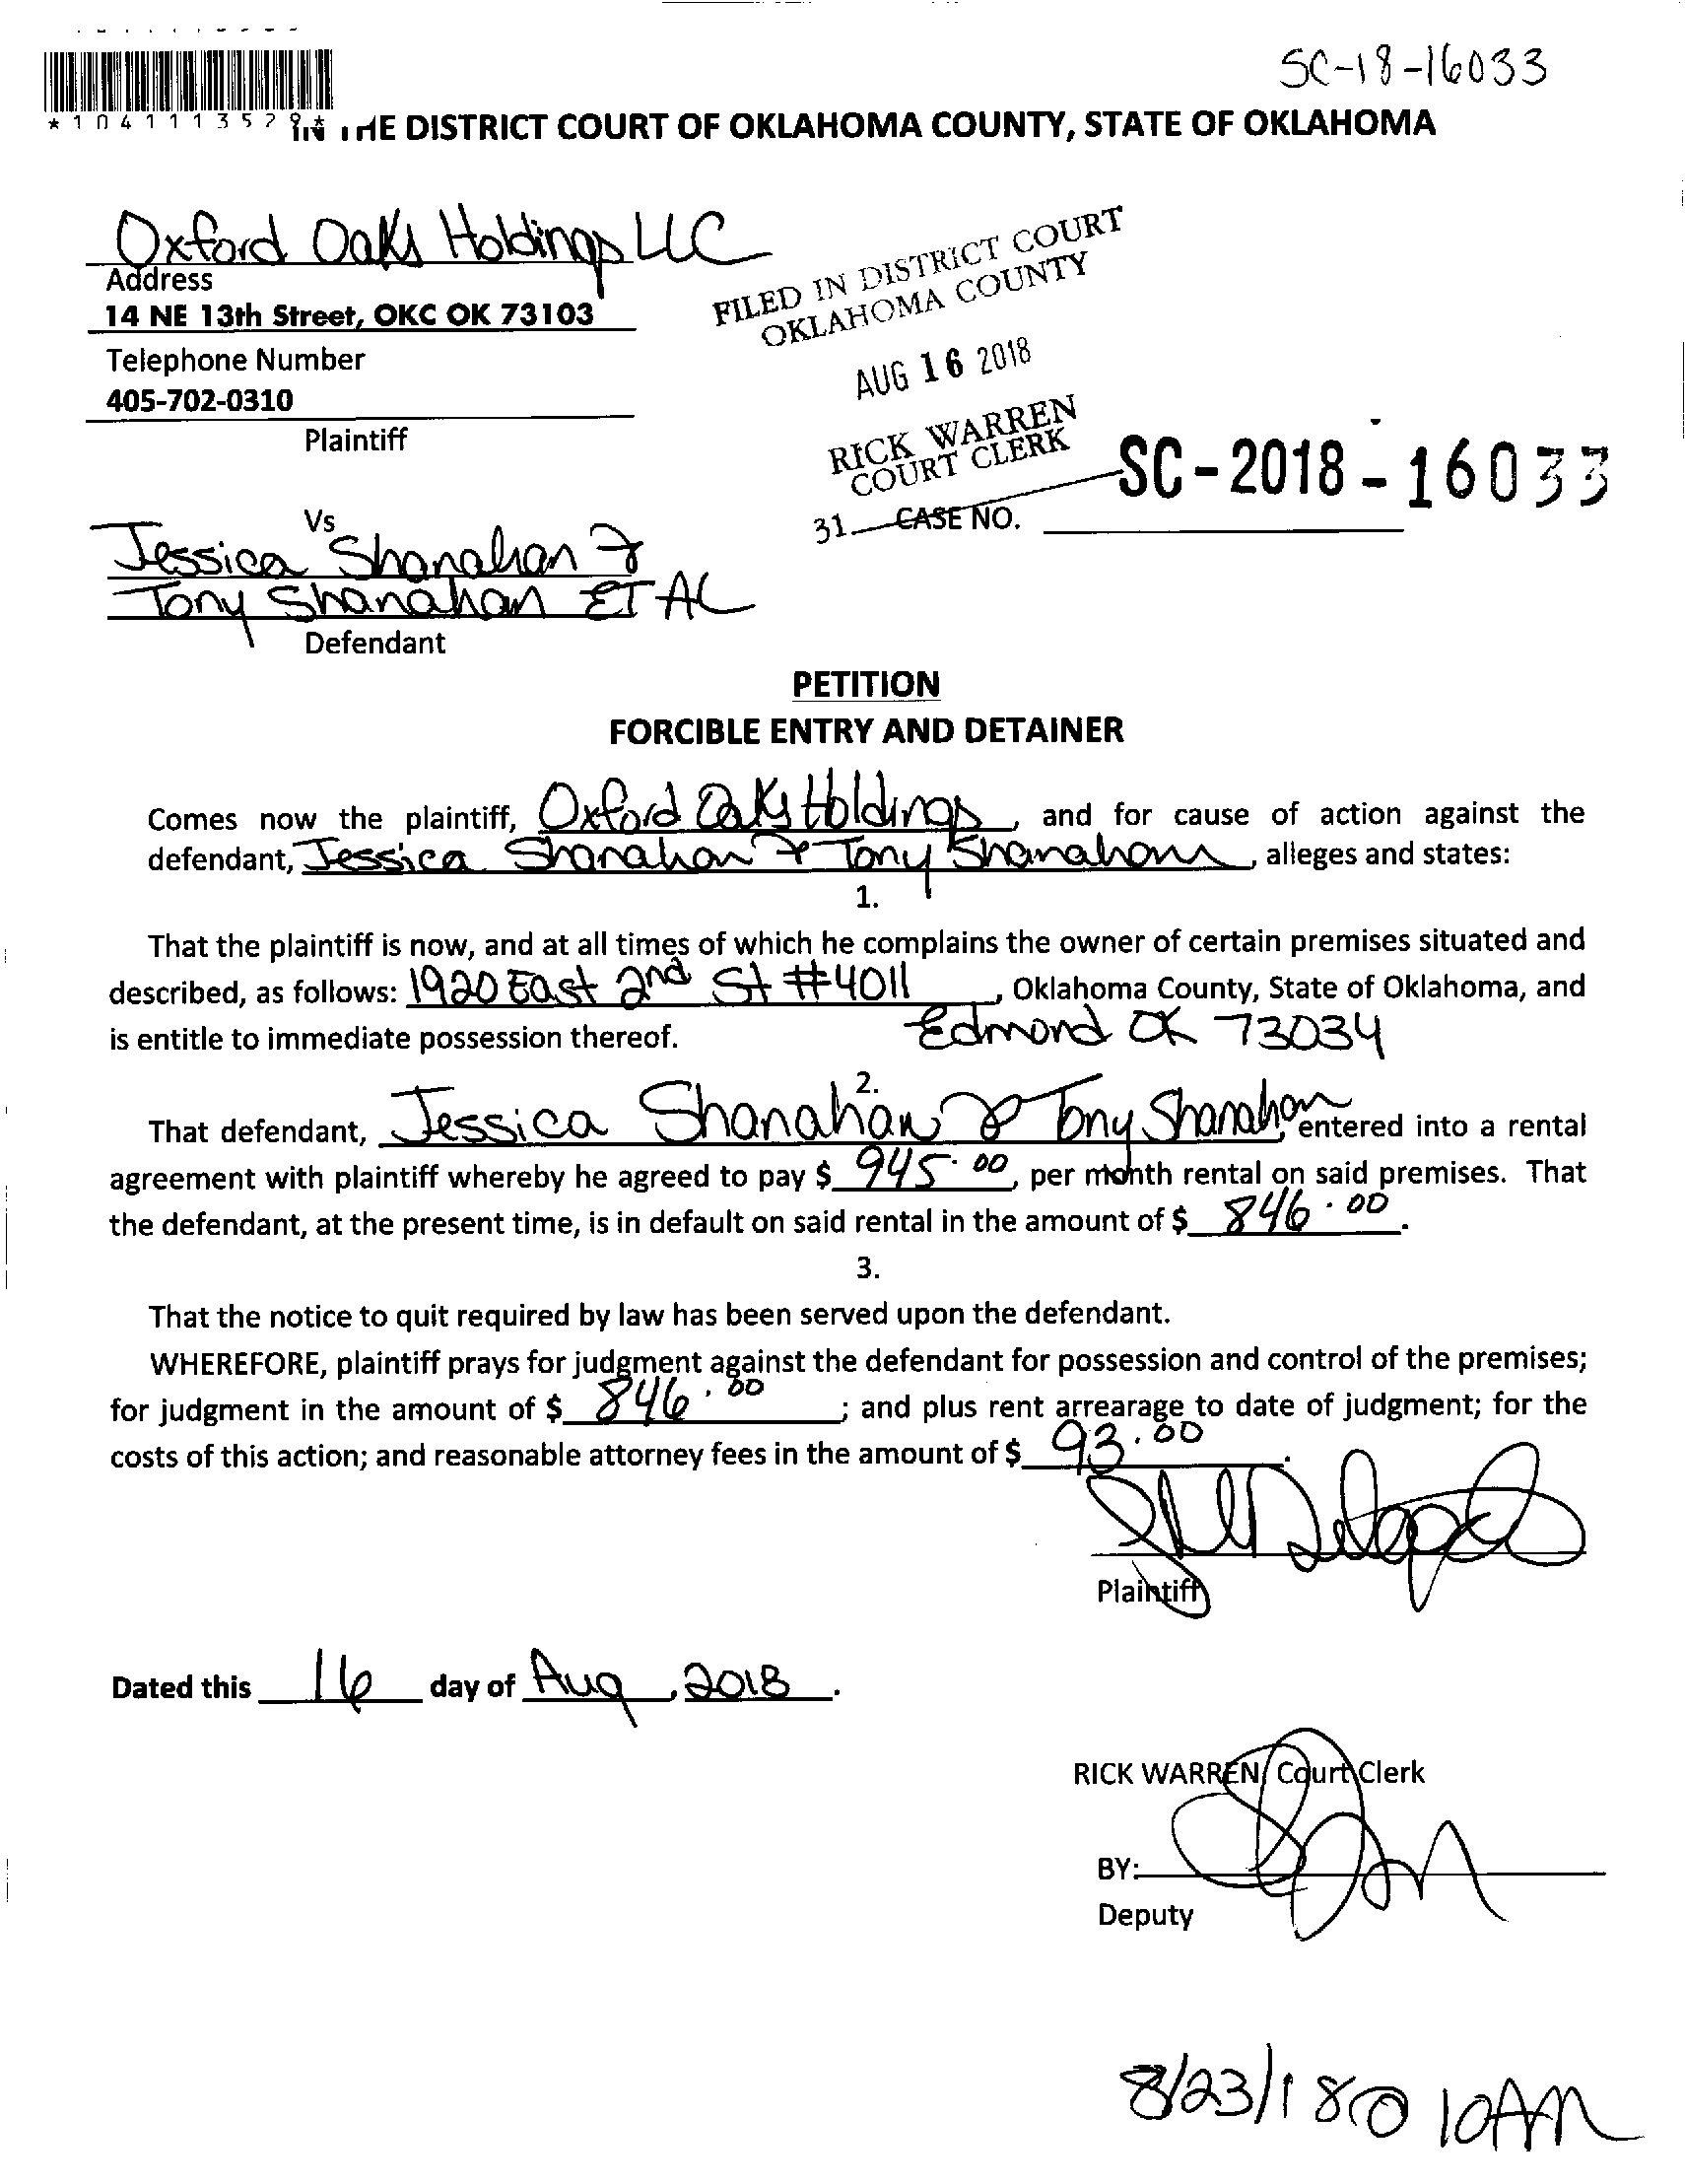 SC-18-16033
IN THE DISTRICT COURT OF OKLAHOMA COUNTY, STATE OF OKLAHOMA
Oxford Oaks Holdings LLC
Address
14 NE 13th Street, OKC OK 73103
Telephone Number
405-702-0310
Plaintiff
FILED IN DISTRICT COURT
OKLAHOMA COUNTY
AUG 16 2018
RICK WARREN
COURT CLERK
31 CASE NO. SC-2018-16033
Vs
Jessica Shanahan &
Tony Shanahan ET AL
Defendant
PETITION
FORCIBLE ENTRY AND DETAINER
Comes now the plaintiff, Oxford Oaks Holdings, and for cause of action against the
defendant, Jessica Shanahan & Tony Shanahan, alleges and states:
1.
That the plaintiff is now, and at all times of which he complains the owner of certain premises situated and
described, as follows: 1920 East 2nd St #4011, Oklahoma County, State of Oklahoma, and
is entitle to immediate possession thereof. Edmond OK 73034
2.
That defendant, Jessica Shanahan & Tony Shanahan, entered into a rental
agreement with plaintiff whereby he agreed to pay $ 945.00, per month rental on said premises. That
the defendant, at the present time, is in default on said rental in the amount of $ 846.00.
3.
That the notice to quit required by law has been served upon the defendant.
WHEREFORE, plaintiff prays for judgment against the defendant for possession and control of the premises;
for judgment in the amount of $ 846.00; and plus rent arrearage to date of judgment; for the
costs of this action; and reasonable attorney fees in the amount of $ 93.00.
Plaintiff
Dated this 16 day of Aug, 2018.
RICK WARREN, Court Clerk
BY:
Deputy
8/23/18 @ 10AM